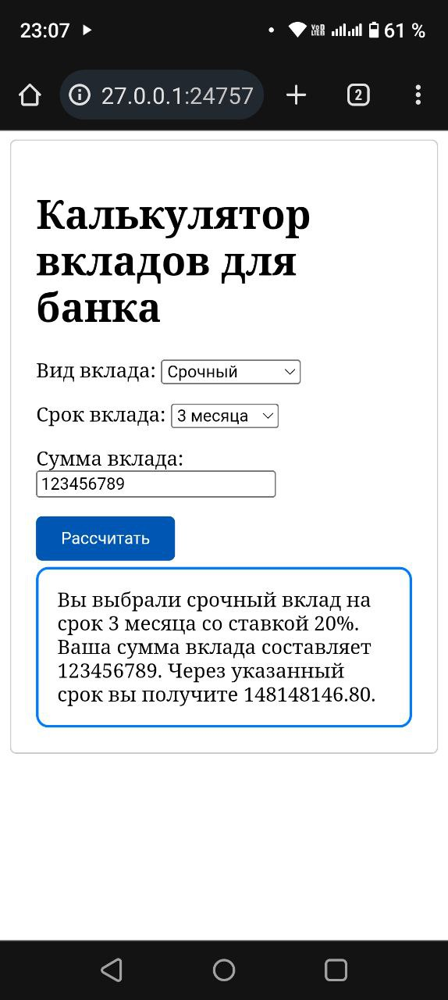 23:07
VoD LTE2 61 %
27.0.0.1:24757
2
Калькулятор
вкладов для
банка
Вид вклада: Срочный
Срок вклада: 3 месяца
Сумма вклада:
123456789
Рассчитать
Вы выбрали срочный вклад на
срок 3 месяца со ставкой 20%.
Ваша сумма вклада составляет
123456789. Через указанный
срок вы получите 148148146.80.